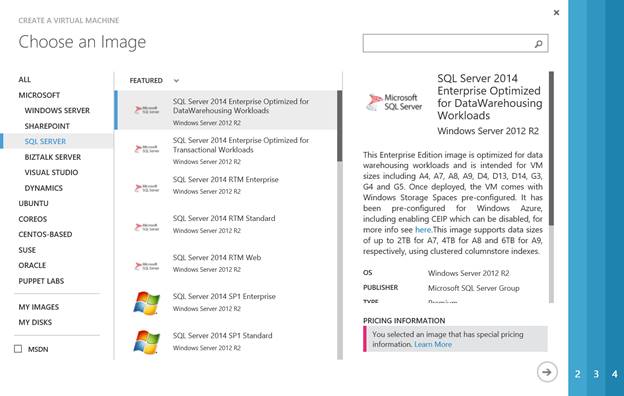 CREATE A VIRTUAL MACHINE
Choose an Image
ALL
MICROSOFT
WINDOWS SERVER
SHAREPOINT
SQL SERVER
BIZTALK SERVER
VISUAL STUDIO
DYNAMICS
UBUNTU
COREOS
CENTOS-BASED
SUSE
ORACLE
PUPPET LABS
MY IMAGES
MY DISKS
MSDN
FEATURED
Microsoft
SQL Server
SQL Server 2014 Enterprise Optimized for
DataWarehousing Workloads
Windows Server 2012 R2
Microsoft
SQL Server
SQL Server 2014 Enterprise Optimized for
Transactional Workloads
Windows Server 2012 R2
Microsoft
SQL Server
SQL Server 2014 RTM Enterprise
Windows Server 2012 R2
Microsoft
SQL Server
SQL Server 2014 RTM Standard
Windows Server 2012 R2
Microsoft
SQL Server
SQL Server 2014 RTM Web
Windows Server 2012 R2
SQL Server 2014 SP1 Enterprise
Windows Server 2012 R2
SQL Server 2014 SP1 Standard
Windows Server 2012 R2
Microsoft
SQL Server
SQL Server 2014
Enterprise Optimized
for DataWarehousing
Workloads
Windows Server 2012 R2
This Enterprise Edition image is optimized for data
warehousing workloads and is intended for VM
sizes including A4, A7, A8, A9, D4, D13, D14, G3,
G4 and G5. Once deployed, the VM comes with
Windows Storage Spaces pre-configured. It has
been pre-configured for Windows Azure,
including enabling CEIP which can be disabled, for
more info see here.This image supports data sizes
of up to 2TB for A7, 4TB for A8 and 6TB for A9,
respectively, using clustered columnstore indexes.
OS Windows Server 2012 R2
PUBLISHER Microsoft SQL Server Group
TYPE Premium
PRICING INFORMATION
You selected an image that has special pricing
information. Learn More
2 3 4